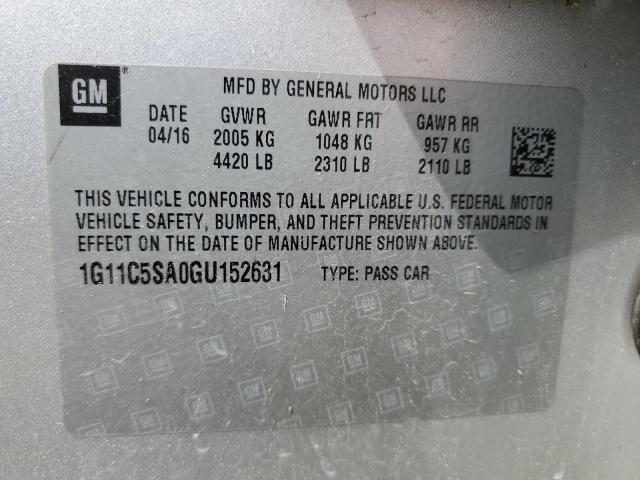 GM
®
MFD BY GENERAL MOTORS LLC
DATE GVWR GAWR FRT GAWR RR
04/16 2005 KG 1048 KG 957 KG
4420 LB 2310 LB 2110 LB
THIS VEHICLE CONFORMS TO ALL APPLICABLE U.S. FEDERAL MOTOR
VEHICLE SAFETY, BUMPER, AND THEFT PREVENTION STANDARDS IN
EFFECT ON THE DATE OF MANUFACTURE SHOWN ABOVE.
1G11C5SA0GU152631 TYPE: PASS CAR